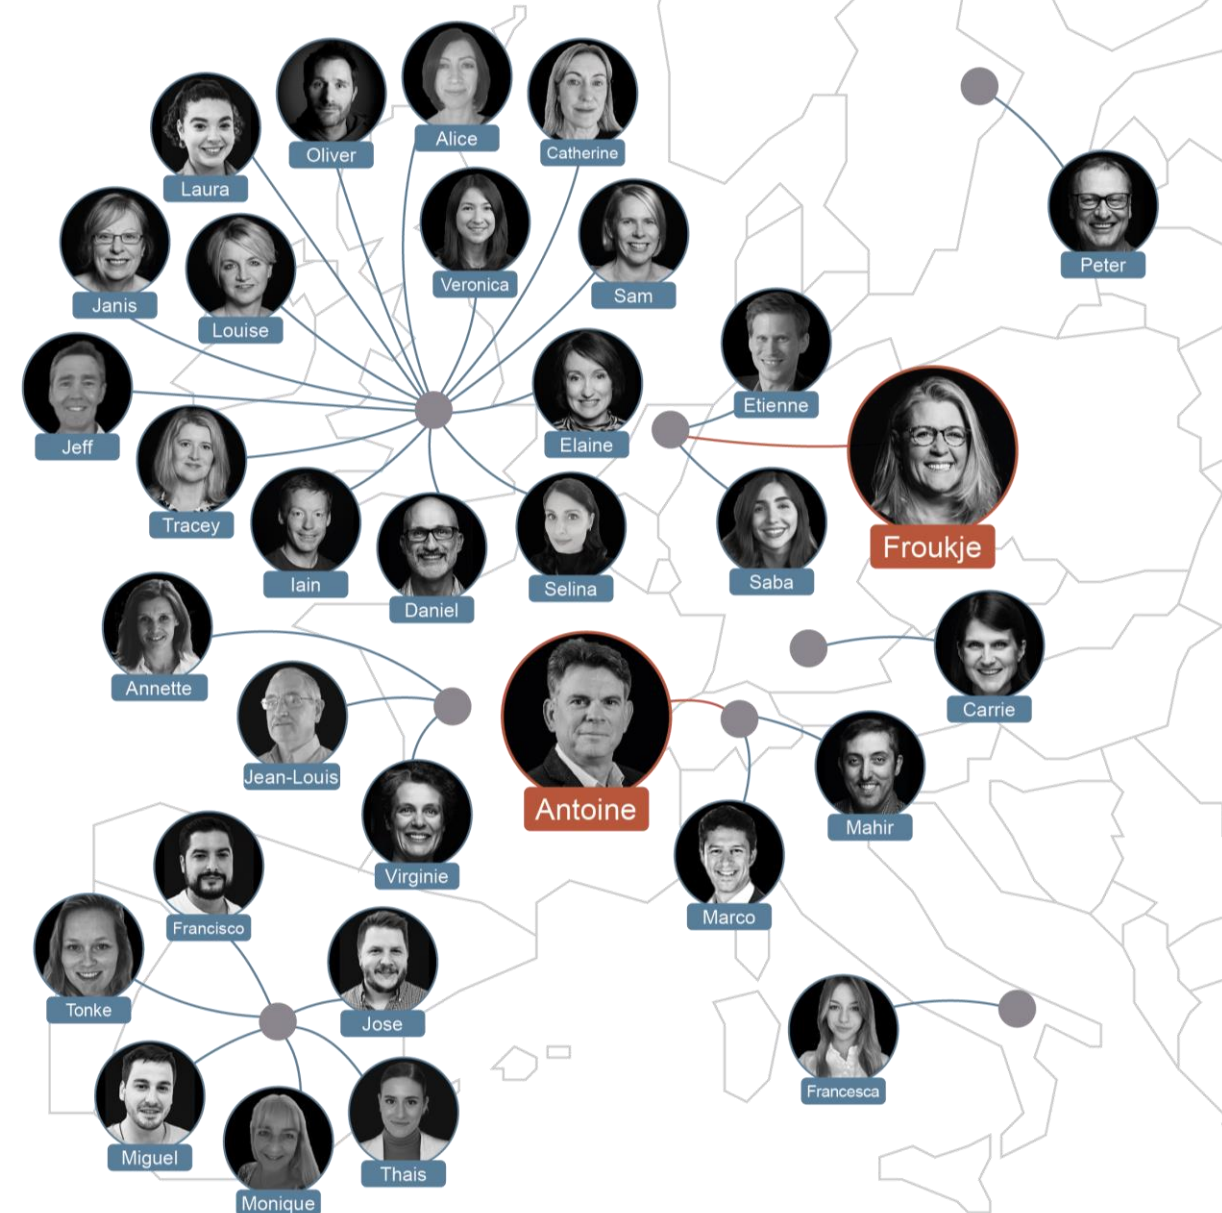 Laura
Oliver
Alice
Catherine
Janis
Louise
Veronica
Sam
Peter
Jeff
Tracey
Elaine
Etienne
Iain
Daniel
Selina
Saba
Froukje
Annette
Jean-Louis
Virginie
Antoine
Carrie
Mahir
Marco
Francisco
Tonke
Jose
Miguel
Monique
Thais
Francesca